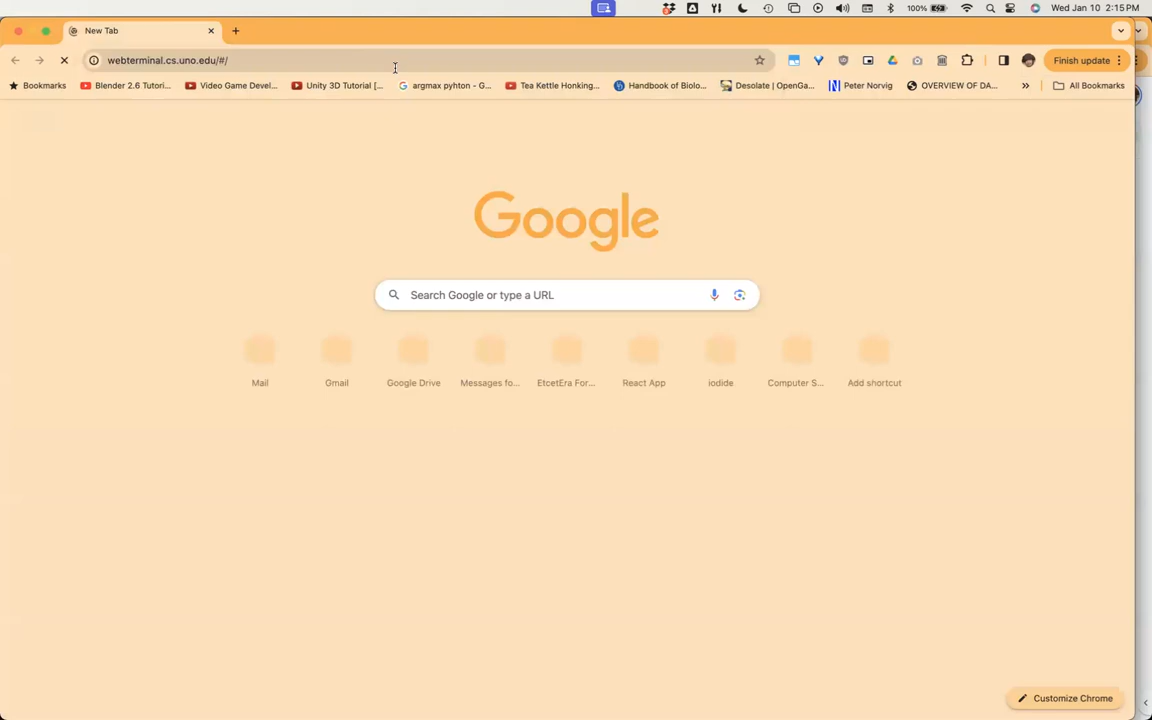 100% Wed Jan 10 2:15 PM
New Tab
webterminal.cs.uno.edu/#/
Finish update
Bookmarks Blender 2.6 Tutori... Video Game Devel... Unity 3D Tutorial [... argmax pyhton - G... Tea Kettle Honking... Handbook of Biolo... Desolate | OpenGa... Peter Norvig OVERVIEW OF DA... » All Bookmarks
Google
Search Google or type a URL
Mail Gmail Google Drive Messages fo... EtcetEra For... React App iodide Computer S... Add shortcut
Customize Chrome